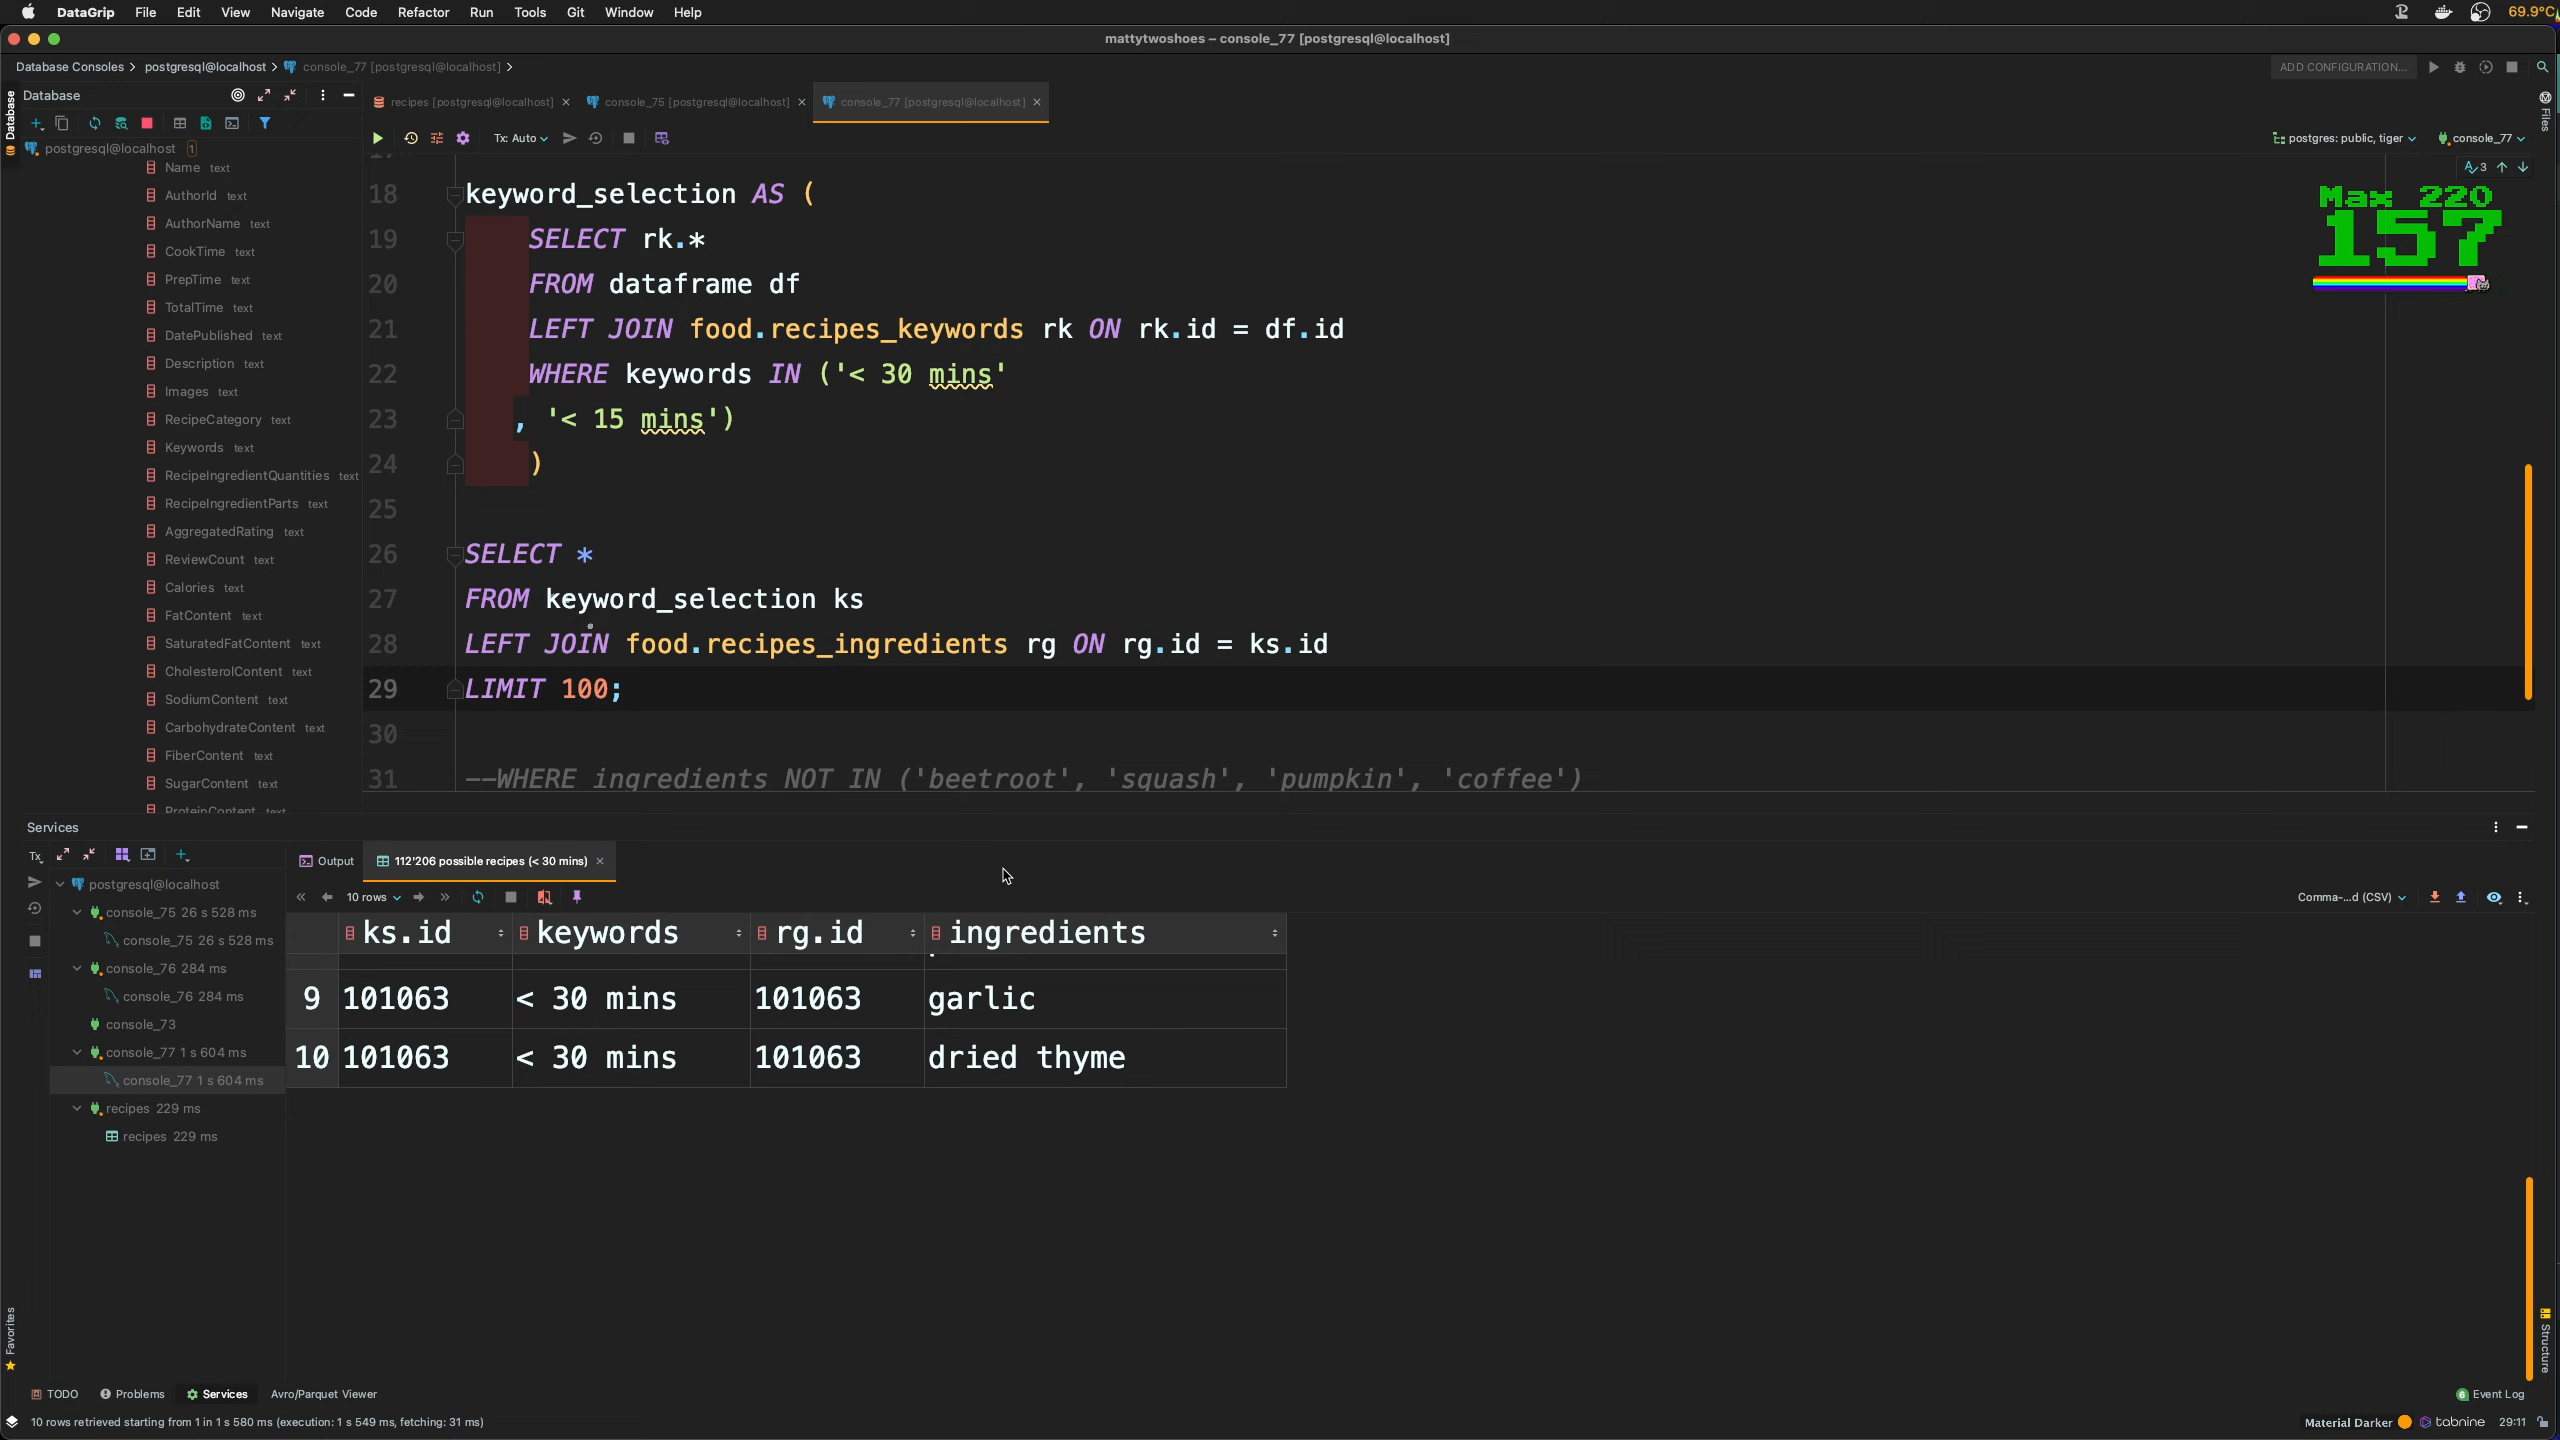 DataGrip File Edit View Navigate Code Refactor Run Tools Git Window Help 69.9°C
mattytwoshoes – console_77 [postgresql@localhost]
Database Consoles > postgresql@localhost > console_77 [postgresql@localhost] >
ADD CONFIGURATION...
Database
recipes [postgresql@localhost] × console_75 [postgresql@localhost] × console_77 [postgresql@localhost] ×
Database
Files
Tx: Auto
postgres: public, tiger console_77
postgresql@localhost 1
Name text
AuthorId text
AuthorName text
CookTime text
PrepTime text
TotalTime text
DatePublished text
Description text
Images text
RecipeCategory text
Keywords text
RecipeIngredientQuantities text
RecipeIngredientParts text
AggregatedRating text
ReviewCount text
Calories text
FatContent text
SaturatedFatContent text
CholesterolContent text
SodiumContent text
CarbohydrateContent text
FiberContent text
SugarContent text
ProteinContent text
3
Max 220
157
17
18 keyword_selection AS (
19 SELECT rk.*
20 FROM dataframe df
21 LEFT JOIN food.recipes_keywords rk ON rk.id = df.id
22 WHERE keywords IN ('< 30 mins'
23 , '< 15 mins')
24 )
25
26 SELECT *
27 FROM keyword_selection ks
28 LEFT JOIN food.recipes_ingredients rg ON rg.id = ks.id
29 LIMIT 100;
30
31 --WHERE ingredients NOT IN ('beetroot', 'squash', 'pumpkin', 'coffee')
Services
Tx
postgresql@localhost
console_75 26 s 528 ms
console_75 26 s 528 ms
console_76 284 ms
console_76 284 ms
console_73
console_77 1 s 604 ms
console_77 1 s 604 ms
recipes 229 ms
recipes 229 ms
Output 112'206 possible recipes (< 30 mins) ×
10 rows
Comma-...d (CSV)
ks.id keywords rg.id ingredients
9 101063 < 30 mins 101063 garlic
10 101063 < 30 mins 101063 dried thyme
Favorites
Structure
TODO Problems Services Avro/Parquet Viewer
6 Event Log
10 rows retrieved starting from 1 in 1 s 580 ms (execution: 1 s 549 ms, fetching: 31 ms)
Material Darker tabnine 29:11